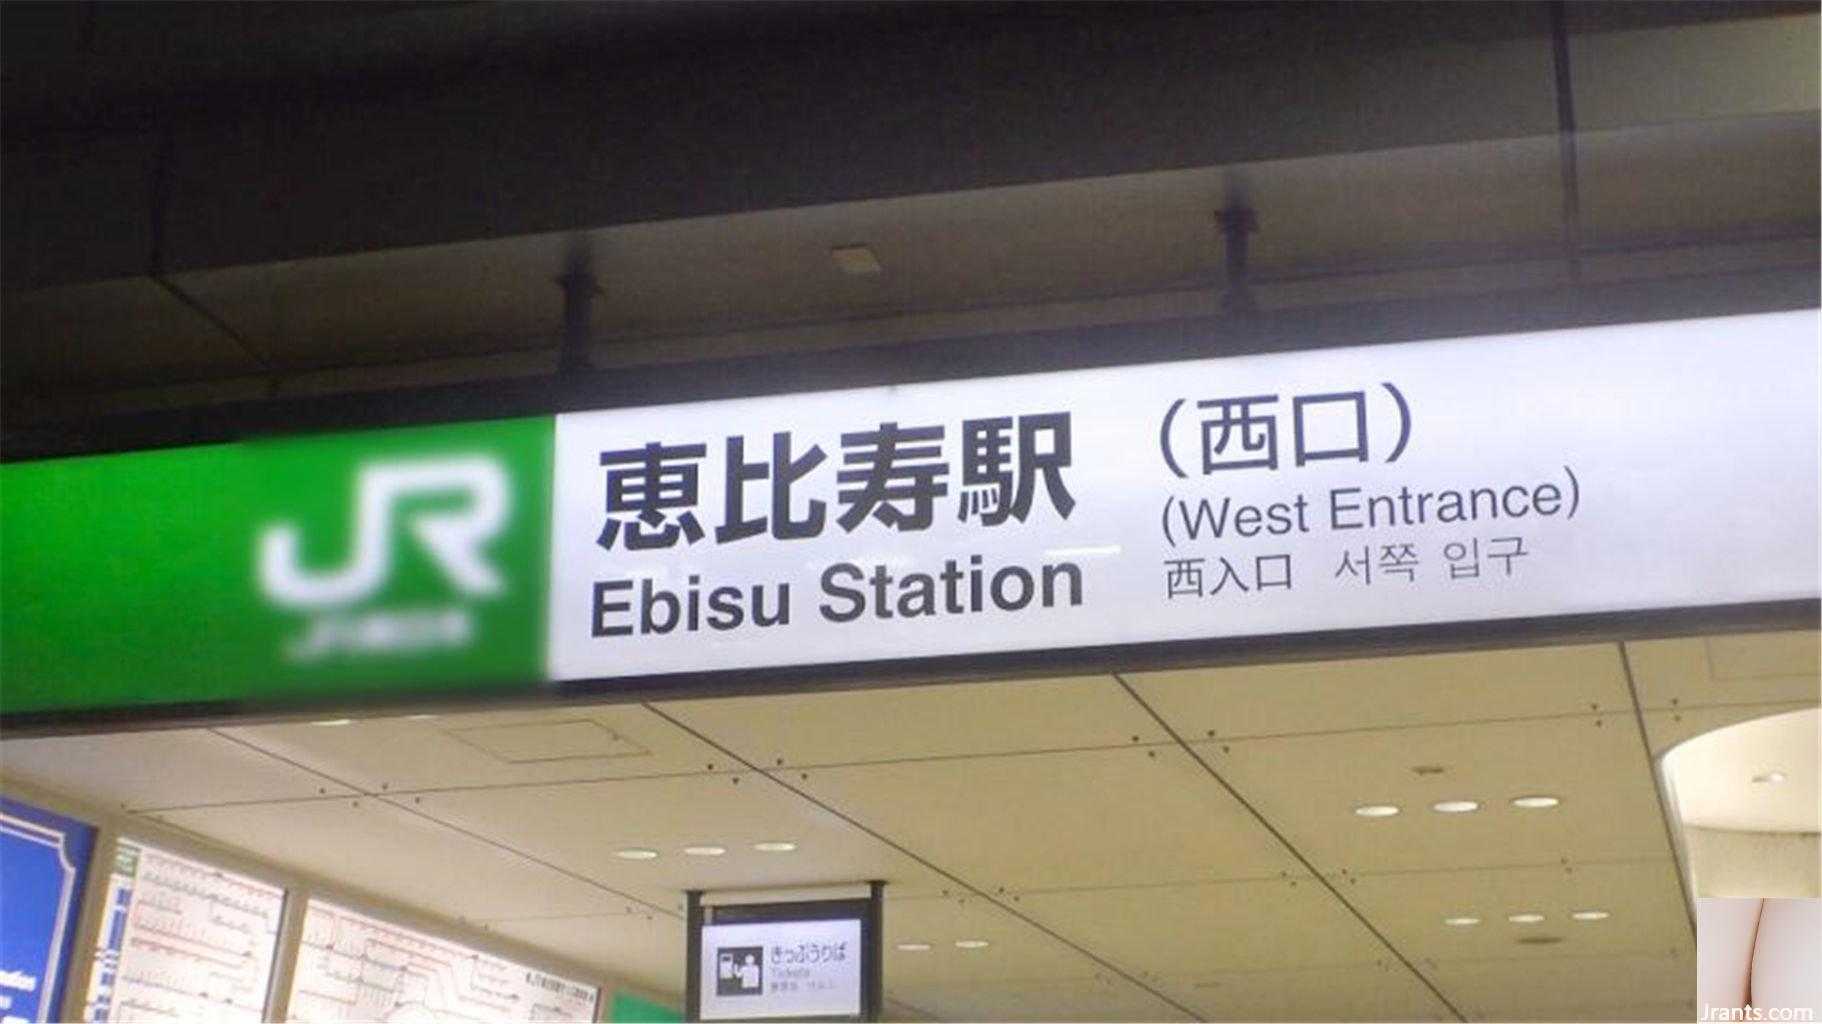 JR
恵比寿駅 (西口)
Ebisu Station (West Entrance)
西入口 서쪽 입구
きっぷうりば
Tickets
Jrants.com